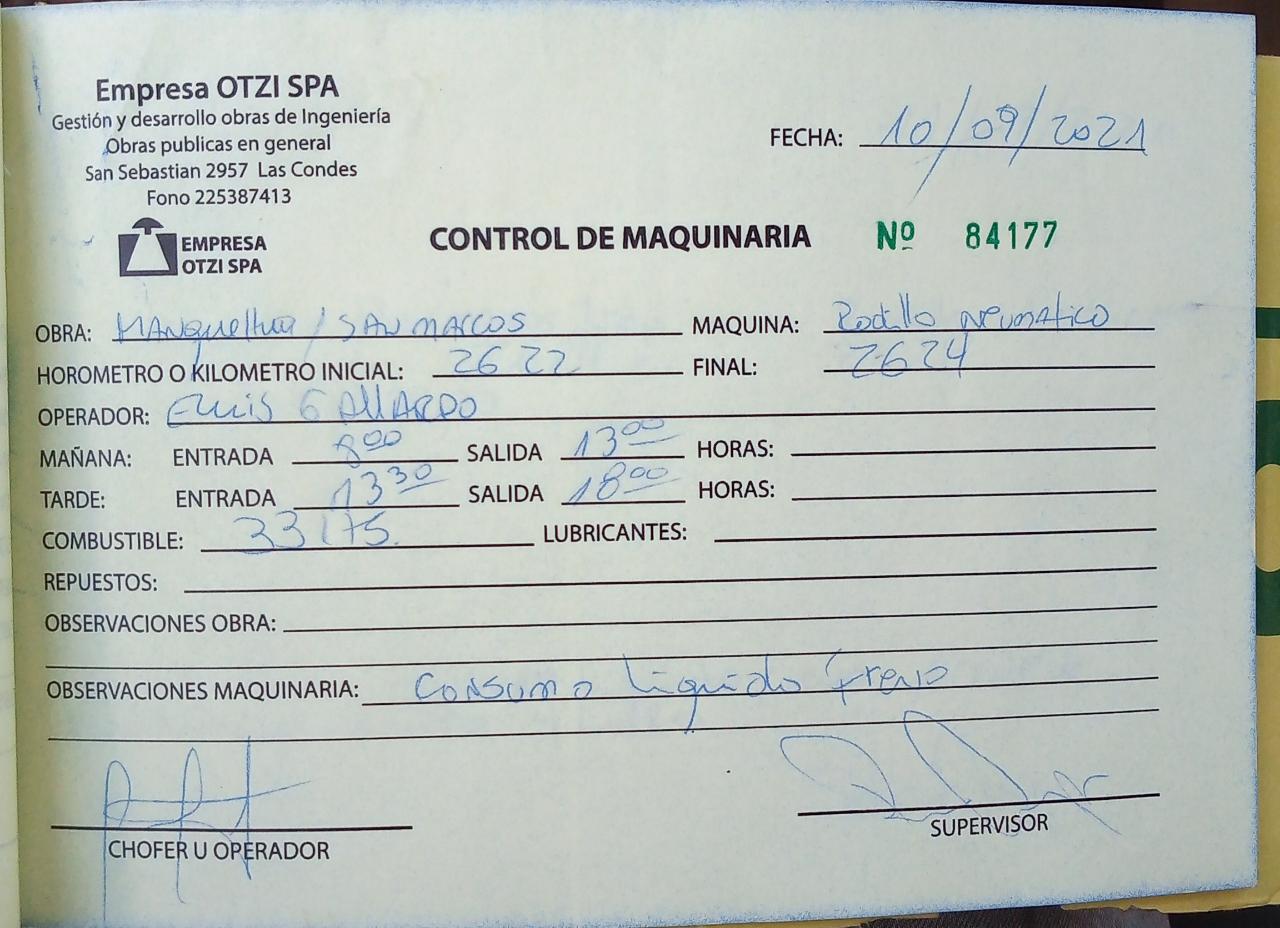 Empresa OTZI SPA
Gestión y desarrollo obras de Ingeniería
Obras publicas en general
San Sebastian 2957 Las Condes
Fono 225387413
FECHA: 10/09/2021
EMPRESA
OTZI SPA
CONTROL DE MAQUINARIA Nº 84177
OBRA: MANquehue / SAN MARCOS MAQUINA: Rodillo Neumatico
HOROMETRO O KILOMETRO INICIAL: 2622 FINAL: 2624
OPERADOR: GALLARDO
MAÑANA: ENTRADA 8:00 SALIDA 13:00 HORAS:
TARDE: ENTRADA 13:30 SALIDA 18:00 HORAS:
COMBUSTIBLE: 33 lts. LUBRICANTES:
REPUESTOS:
OBSERVACIONES OBRA:
OBSERVACIONES MAQUINARIA: Consumo liquido freno
CHOFER U OPERADOR
SUPERVISOR